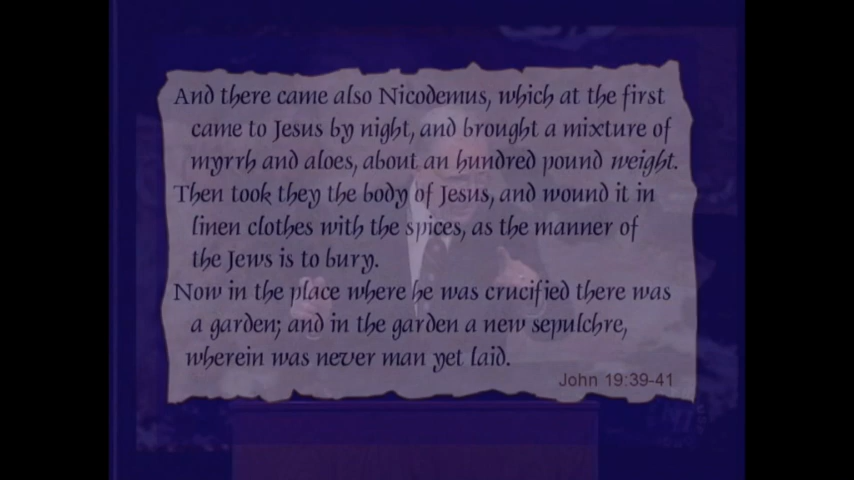 And there came also Nicodemus, which at the first
came to Jesus by night, and brought a mixture of
myrrh and aloes, about an hundred pound weight.
Then took they the body of Jesus, and wound it in
linen clothes with the spices, as the manner of
the Jews is to bury.
Now in the place where he was crucified there was
a garden; and in the garden a new sepulchre,
wherein was never man yet laid.
John 19:39-41